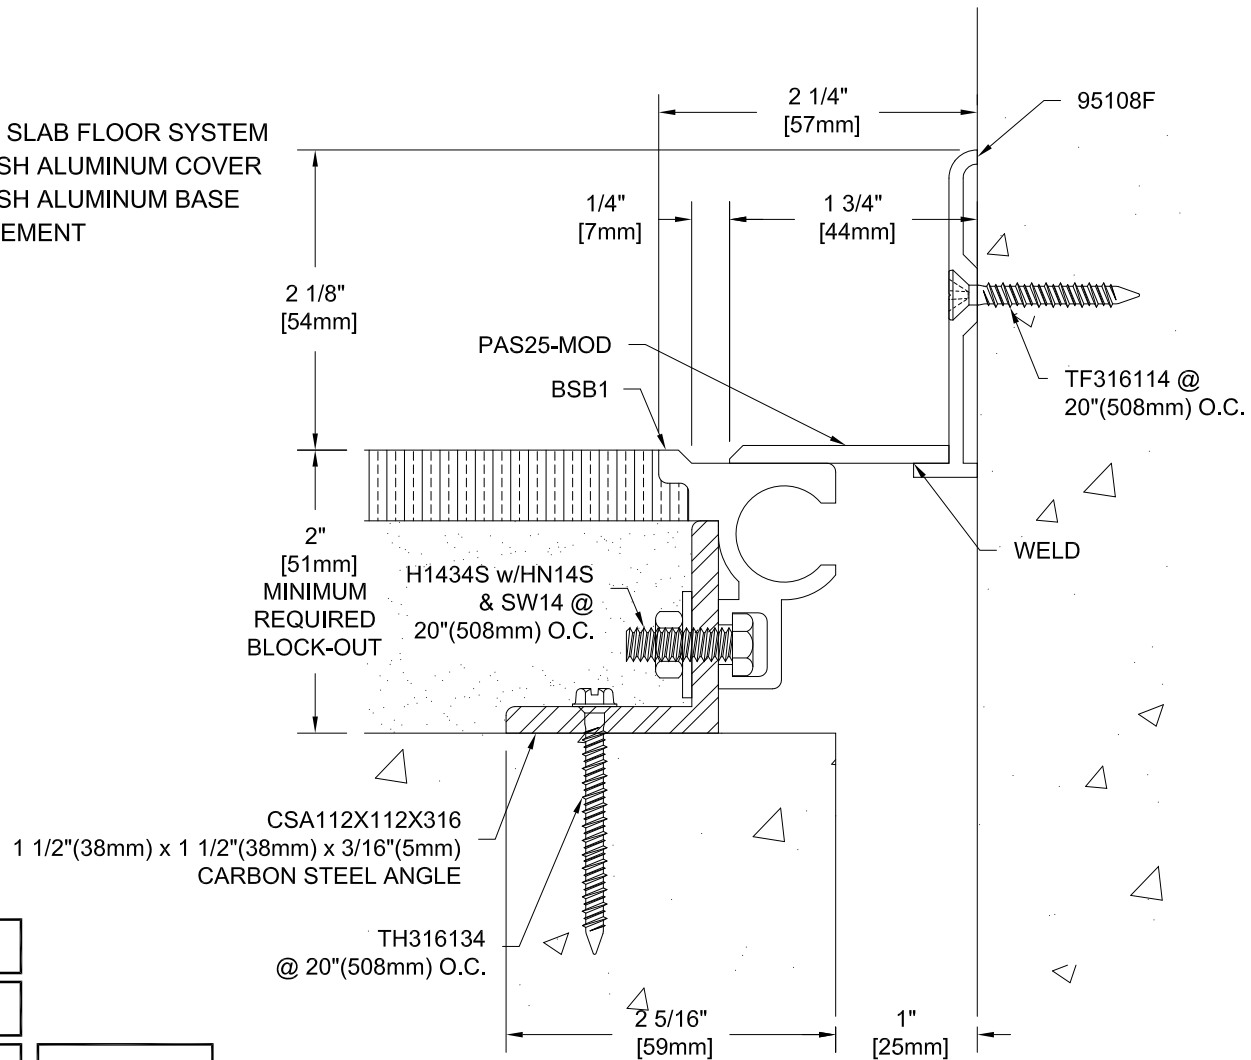 SLAB FLOOR SYSTEM
SH ALUMINUM COVER
SH ALUMINUM BASE
EMENT
2 1/4"
[57mm]
95108F
1/4"
[7mm]
1 3/4"
[44mm]
2 1/8"
[54mm]
PAS25-MOD
BSB1
TF316114 @
20"(508mm) O.C.
2"
[51mm]
MINIMUM
REQUIRED
BLOCK-OUT
H1434S w/HN14S
& SW14 @
20"(508mm) O.C.
WELD
CSA112X112X316
1 1/2"(38mm) x 1 1/2"(38mm) x 3/16"(5mm)
CARBON STEEL ANGLE
TH316134
@ 20"(508mm) O.C.
2 5/16"
[59mm]
1"
[25mm]